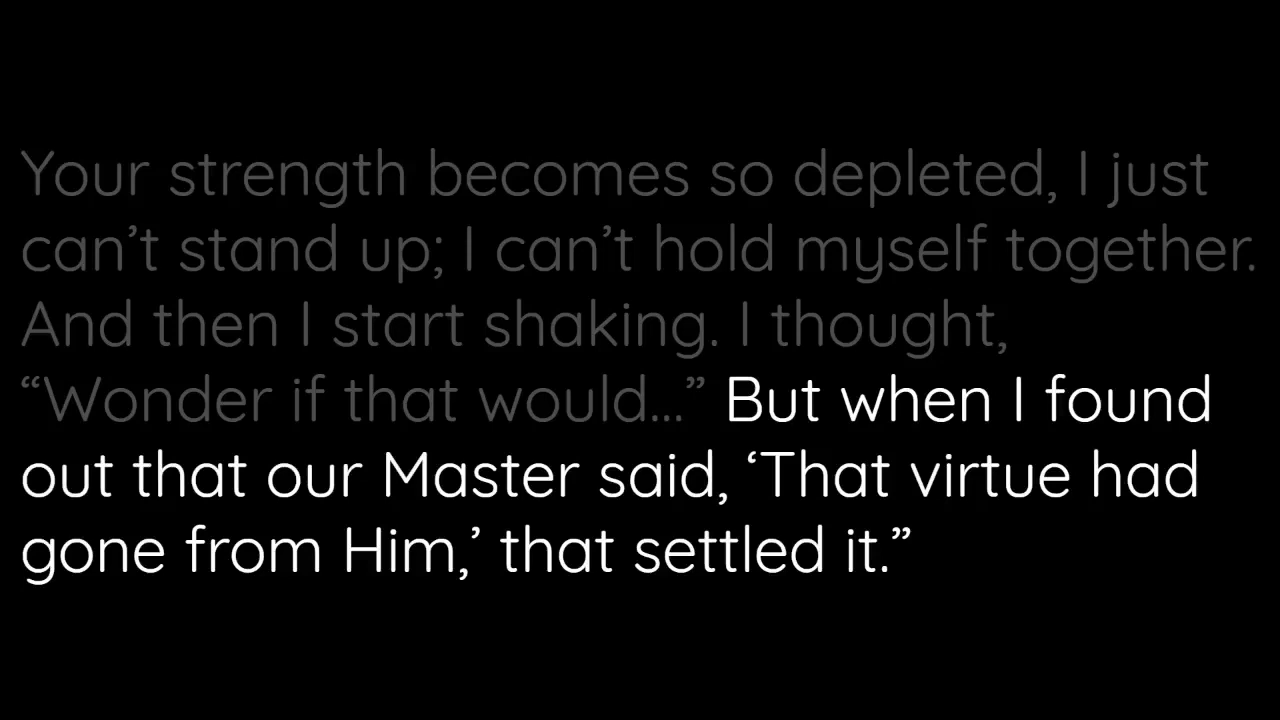 Your strength becomes so depleted, I just
can’t stand up; I can’t hold myself together.
And then I start shaking. I thought,
“Wonder if that would...” But when I found
out that our Master said, ‘That virtue had
gone from Him,’ that settled it.”